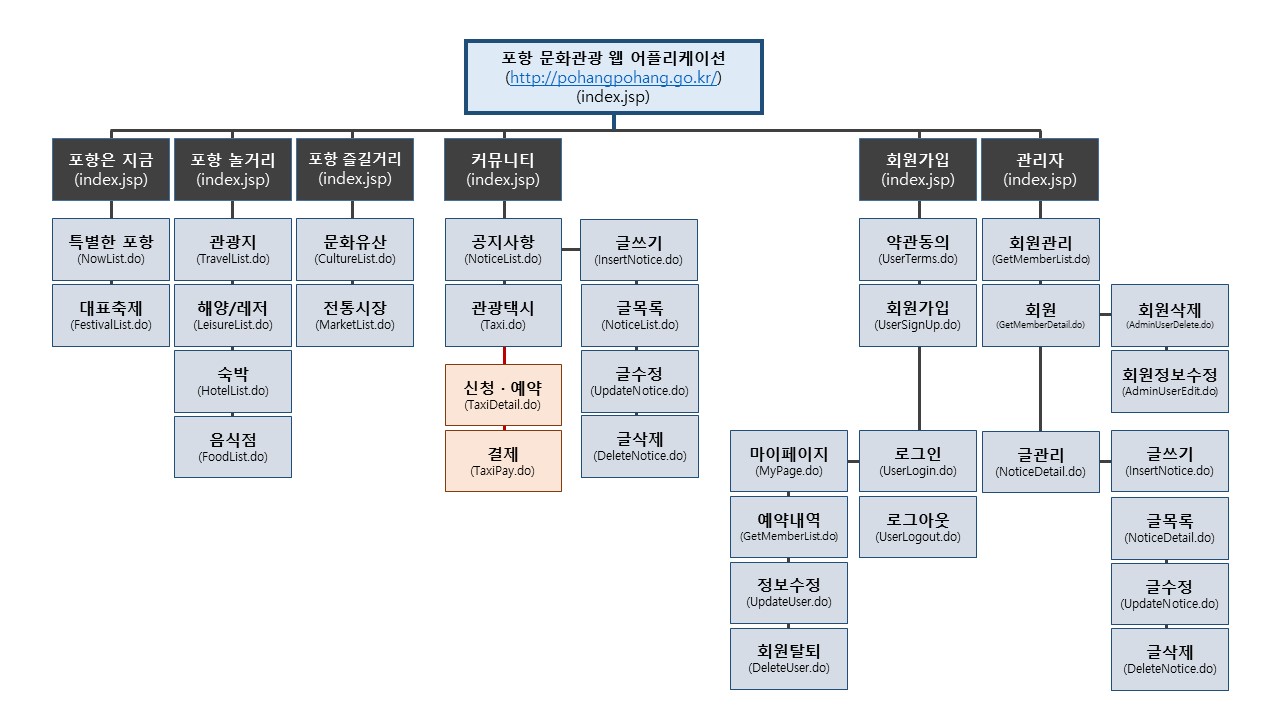 포항 문화관광 웹 어플리케이션
(http://pohangpohang.go.kr/)
(index.jsp)
포항은 지금
(index.jsp)
포항 놀거리
(index.jsp)
포항 즐길거리
(index.jsp)
커뮤니티
(index.jsp)
회원가입
(index.jsp)
관리자
(index.jsp)
특별한 포항
(NowList.do)
대표축제
(FestivalList.do)
관광지
(TravelList.do)
해양/레저
(LeisureList.do)
숙박
(HotelList.do)
음식점
(FoodList.do)
문화유산
(CultureList.do)
전통시장
(MarketList.do)
공지사항
(NoticeList.do)
관광택시
(Taxi.do)
신청 · 예약
(TaxiDetail.do)
결제
(TaxiPay.do)
글쓰기
(InsertNotice.do)
글목록
(NoticeList.do)
글수정
(UpdateNotice.do)
글삭제
(DeleteNotice.do)
약관동의
(UserTerms.do)
회원가입
(UserSignUp.do)
로그인
(UserLogin.do)
로그아웃
(UserLogout.do)
마이페이지
(MyPage.do)
예약내역
(GetMemberList.do)
정보수정
(UpdateUser.do)
회원탈퇴
(DeleteUser.do)
회원관리
(GetMemberList.do)
회원
(GetMemberDetail.do)
회원삭제
(AdminUserDelete.do)
회원정보수정
(AdminUserEdit.do)
글관리
(NoticeDetail.do)
글쓰기
(InsertNotice.do)
글목록
(NoticeDetail.do)
글수정
(UpdateNotice.do)
글삭제
(DeleteNotice.do)